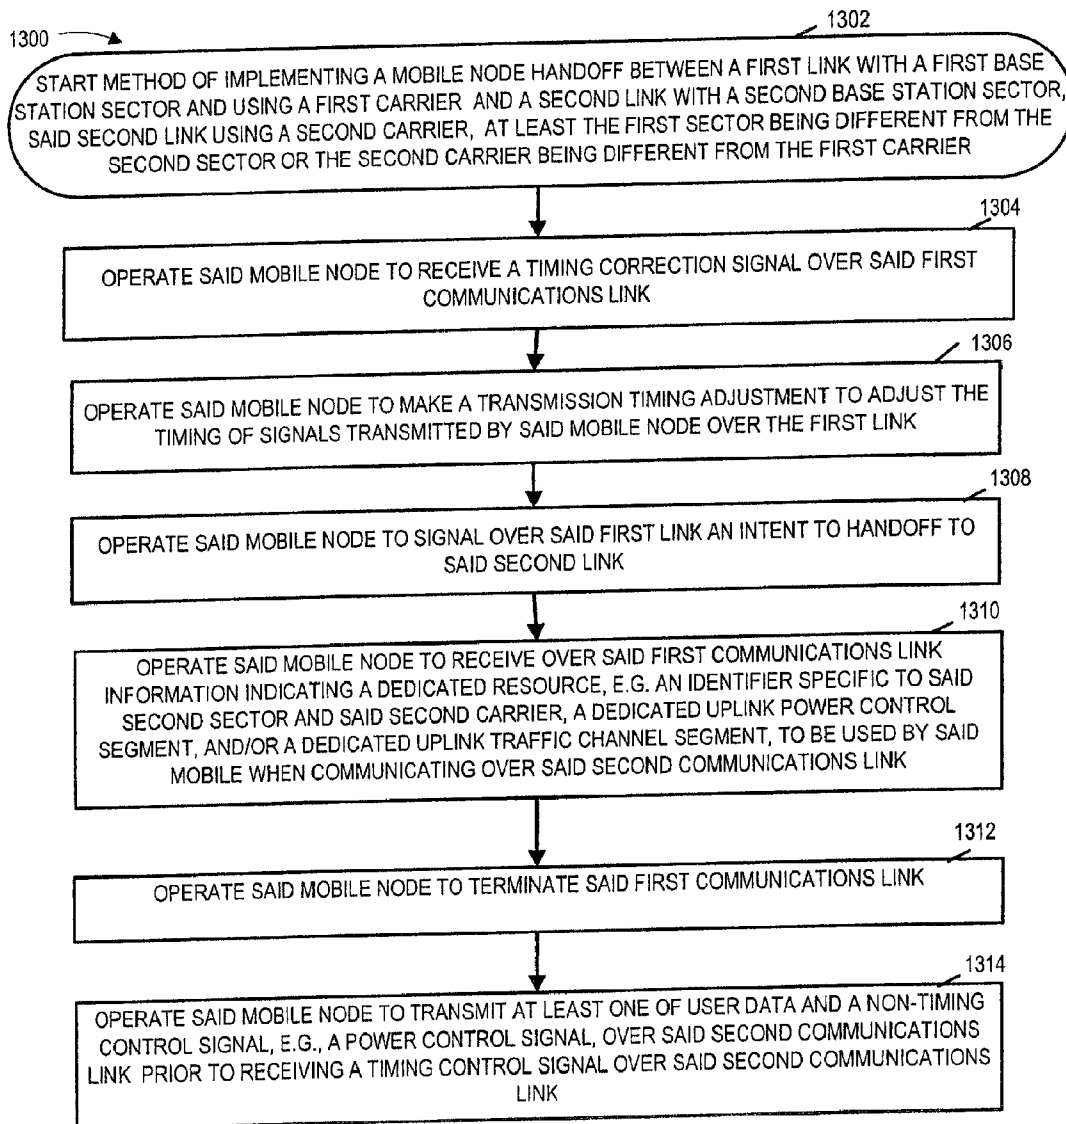 1300
1302
START METHOD OF IMPLEMENTING A MOBILE NODE HANDOFF BETWEEN A FIRST LINK WITH A FIRST BASE
STATION SECTOR AND USING A FIRST CARRIER AND A SECOND LINK WITH A SECOND BASE STATION SECTOR,
SAID SECOND LINK USING A SECOND CARRIER, AT LEAST THE FIRST SECTOR BEING DIFFERENT FROM THE
SECOND SECTOR OR THE SECOND CARRIER BEING DIFFERENT FROM THE FIRST CARRIER
1304
OPERATE SAID MOBILE NODE TO RECEIVE A TIMING CORRECTION SIGNAL OVER SAID FIRST
COMMUNICATIONS LINK
1306
OPERATE SAID MOBILE NODE TO MAKE A TRANSMISSION TIMING ADJUSTMENT TO ADJUST THE
TIMING OF SIGNALS TRANSMITTED BY SAID MOBILE NODE OVER THE FIRST LINK
1308
OPERATE SAID MOBILE NODE TO SIGNAL OVER SAID FIRST LINK AN INTENT TO HANDOFF TO
SAID SECOND LINK
1310
OPERATE SAID MOBILE NODE TO RECEIVE OVER SAID FIRST COMMUNICATIONS LINK
INFORMATION INDICATING A DEDICATED RESOURCE, E.G. AN IDENTIFIER SPECIFIC TO SAID
SECOND SECTOR AND SAID SECOND CARRIER, A DEDICATED UPLINK POWER CONTROL
SEGMENT, AND/OR A DEDICATED UPLINK TRAFFIC CHANNEL SEGMENT, TO BE USED BY SAID
MOBILE WHEN COMMUNICATING OVER SAID SECOND COMMUNICATIONS LINK
1312
OPERATE SAID MOBILE NODE TO TERMINATE SAID FIRST COMMUNICATIONS LINK
1314
OPERATE SAID MOBILE NODE TO TRANSMIT AT LEAST ONE OF USER DATA AND A NON-TIMING
CONTROL SIGNAL, E.G., A POWER CONTROL SIGNAL, OVER SAID SECOND COMMUNICATIONS
LINK PRIOR TO RECEIVING A TIMING CONTROL SIGNAL OVER SAID SECOND COMMUNICATIONS
LINK